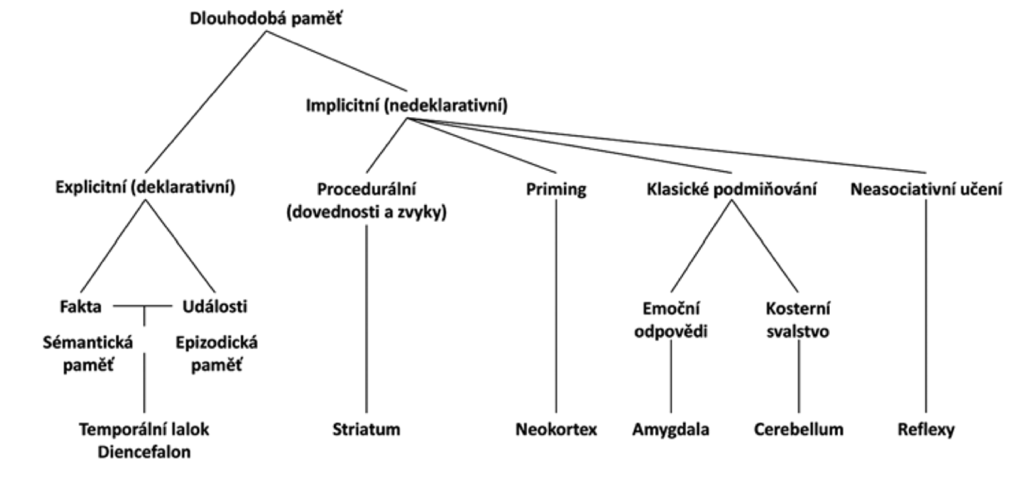 Dlouhodobá paměť
Implicitní (nedeklarativní)
Explicitní (deklarativní)
Procedurální
(dovednosti a zvyky)
Priming
Klasické podmiňování
Neasociativní učení
Fakta
Události
Emoční
odpovědi
Kosterní
svalstvo
Sémantická
paměť
Epizodická
paměť
Temporální lalok
Diencefalon
Striatum
Neokortex
Amygdala
Cerebellum
Reflexy